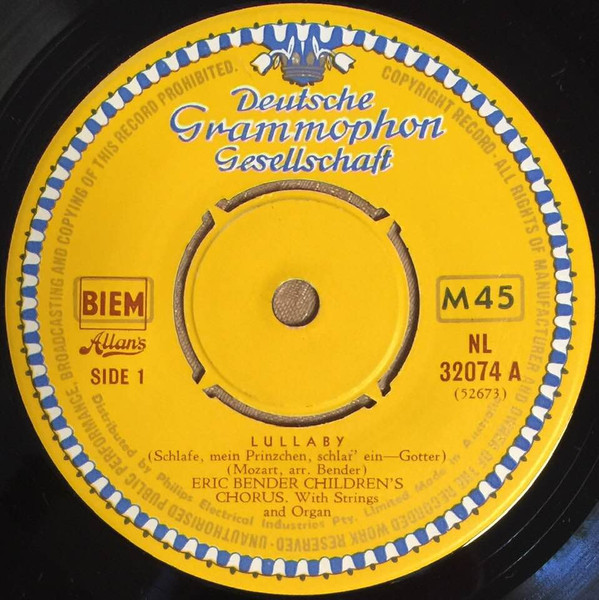 Deutsche
Grammophon
Gesellschaft
BIEM
Allan's
SIDE 1
M 45
NL
32074 A
(52673)
LULLABY
(Schlafe, mein Prinzchen, schlaf' ein—Gotter)
(Mozart, arr. Bender)
ERIC BENDER CHILDREN'S
CHORUS. With Strings
and Organ
Distributed by Philips Electrical Industries Pty. Limited Made in Australia
COPYRIGHT RECORD · ALL RIGHTS OF MANUFACTURER AND OWNER OF THE RECORDED WORK RESERVED · UNAUTHORISED PUBLIC PERFORMANCE, BROADCASTING AND COPYING OF THIS RECORD PROHIBITED.